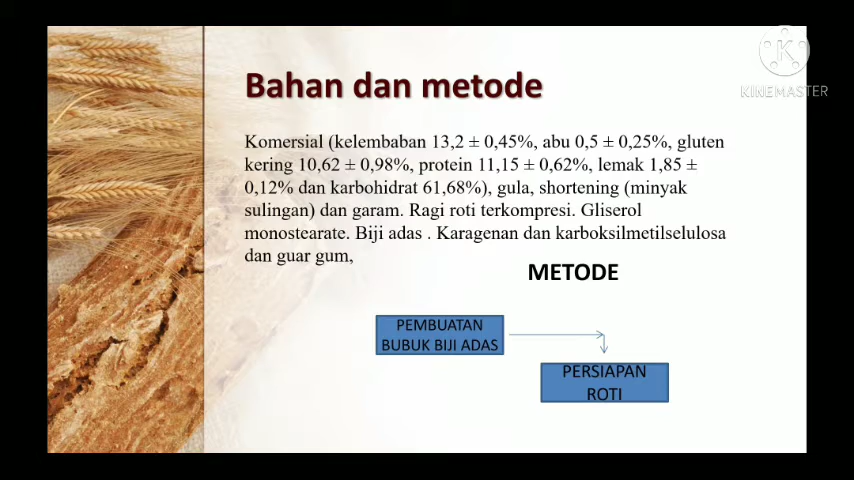 Bahan dan metode
K
KINEMASTER
Komersial (kelembaban 13,2 ± 0,45%, abu 0,5 ± 0,25%, gluten
kering 10,62 ± 0,98%, protein 11,15 ± 0,62%, lemak 1,85 ±
0,12% dan karbohidrat 61,68%), gula, shortening (minyak
sulingan) dan garam. Ragi roti terkompresi. Gliserol
monostearate. Biji adas . Karagenan dan karboksilmetilselulosa
dan guar gum,
METODE
PEMBUATAN
BUBUK BIJI ADAS
PERSIAPAN
ROTI